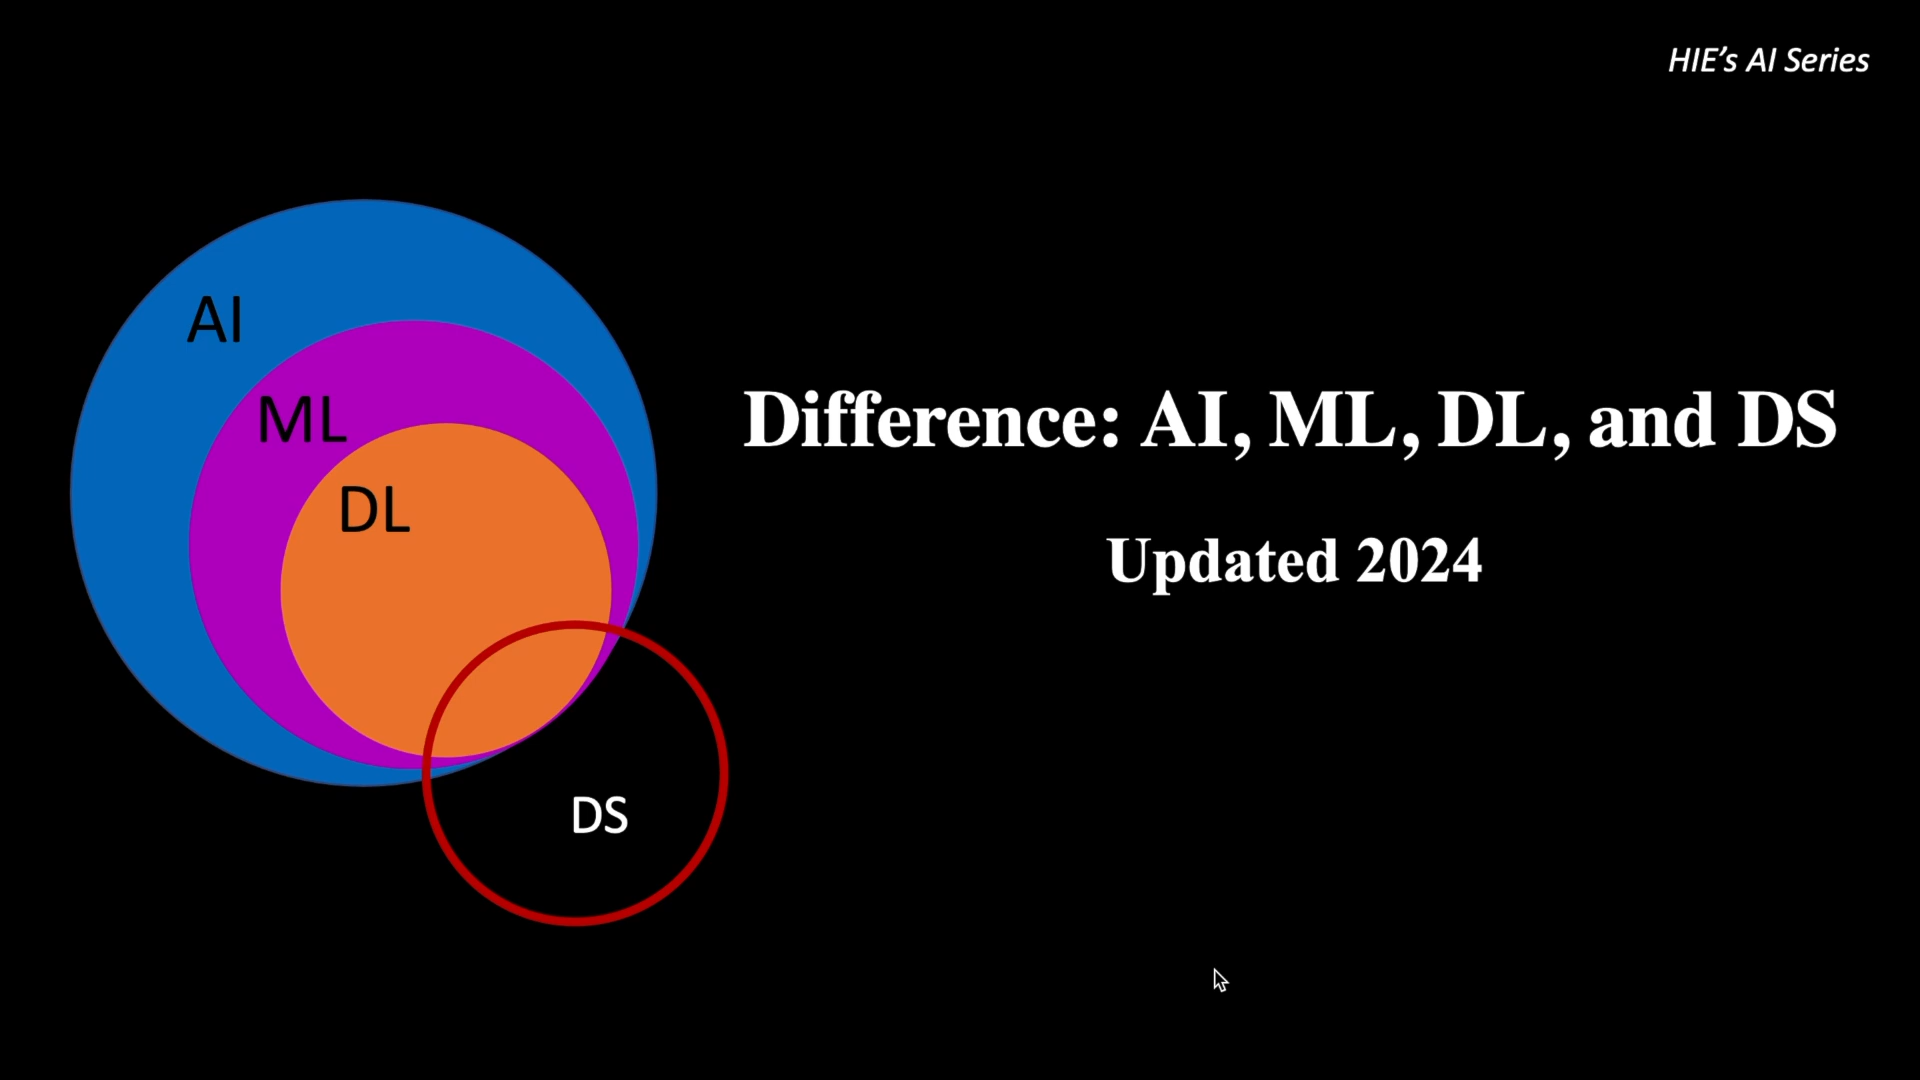 HIE’s AI Series
AI
ML
DL
DS
Difference: AI, ML, DL, and DS
Updated 2024